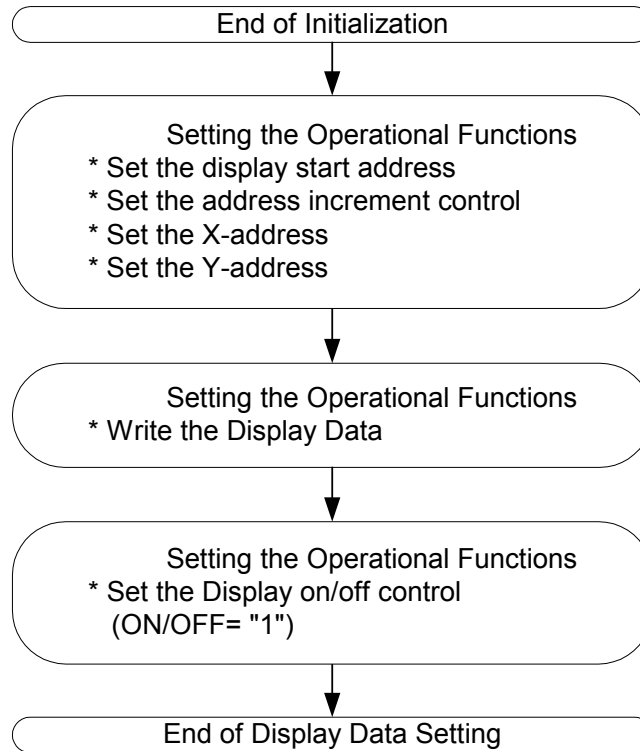 End of Initialization
Setting the Operational Functions
* Set the display start address
* Set the address increment control
* Set the X-address
* Set the Y-address
Setting the Operational Functions
* Write the Display Data
Setting the Operational Functions
* Set the Display on/off control
(ON/OFF= "1")
End of Display Data Setting